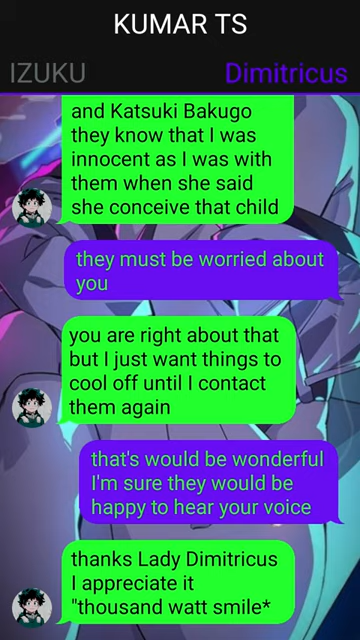 KUMAR TS
IZUKU
Dimitricus
and Katsuki Bakugo
they know that I was
innocent as I was with
them when she said
she conceive that child
they must be worried about
you
you are right about that
but I just want things to
cool off until I contact
them again
that's would be wonderful
I'm sure they would be
happy to hear your voice
thanks Lady Dimitricus
I appreciate it
"thousand watt smile*